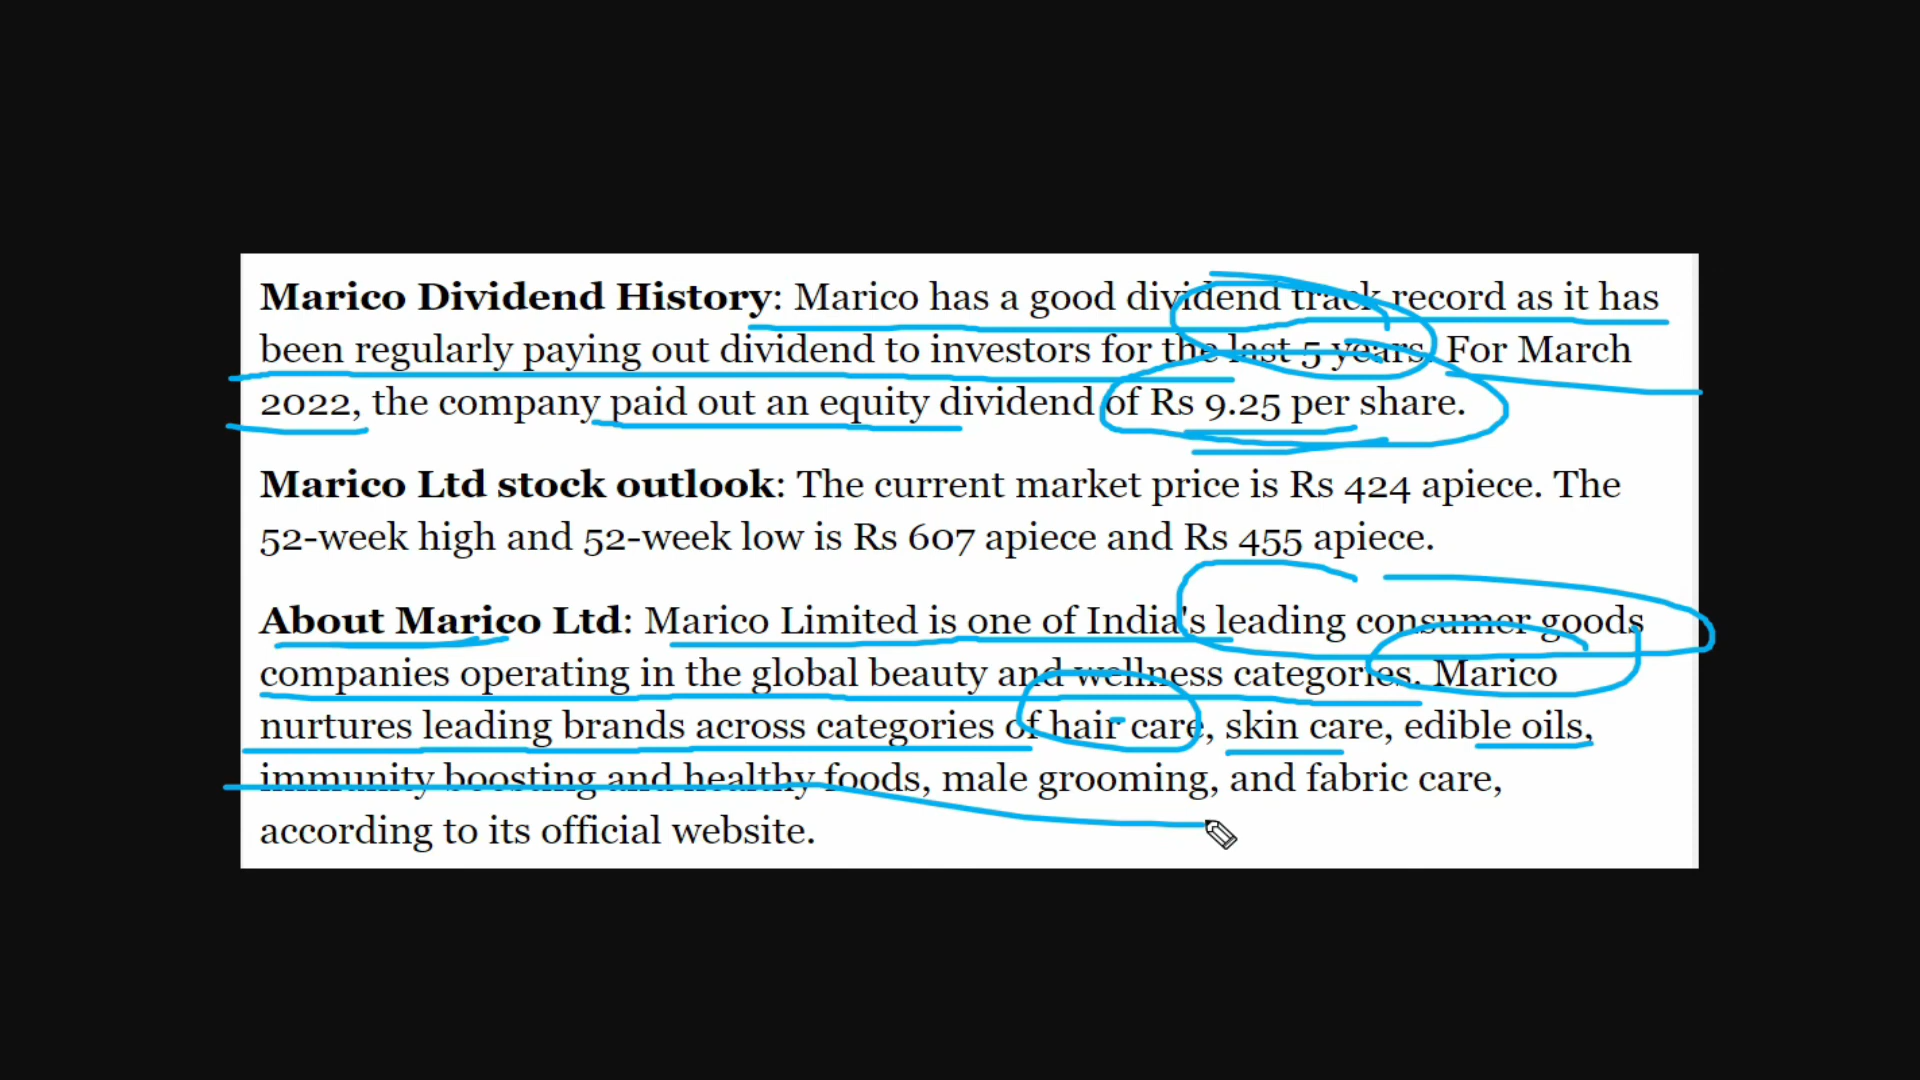 Marico Dividend History: Marico has a good dividend track record as it has
been regularly paying out dividend to investors for the last 5 years. For March
2022, the company paid out an equity dividend of Rs 9.25 per share.
Marico Ltd stock outlook: The current market price is Rs 424 apiece. The
52-week high and 52-week low is Rs 607 apiece and Rs 455 apiece.
About Marico Ltd: Marico Limited is one of India's leading consumer goods
companies operating in the global beauty and wellness categories. Marico
nurtures leading brands across categories of hair care, skin care, edible oils,
immunity boosting and healthy foods, male grooming, and fabric care,
according to its official website.